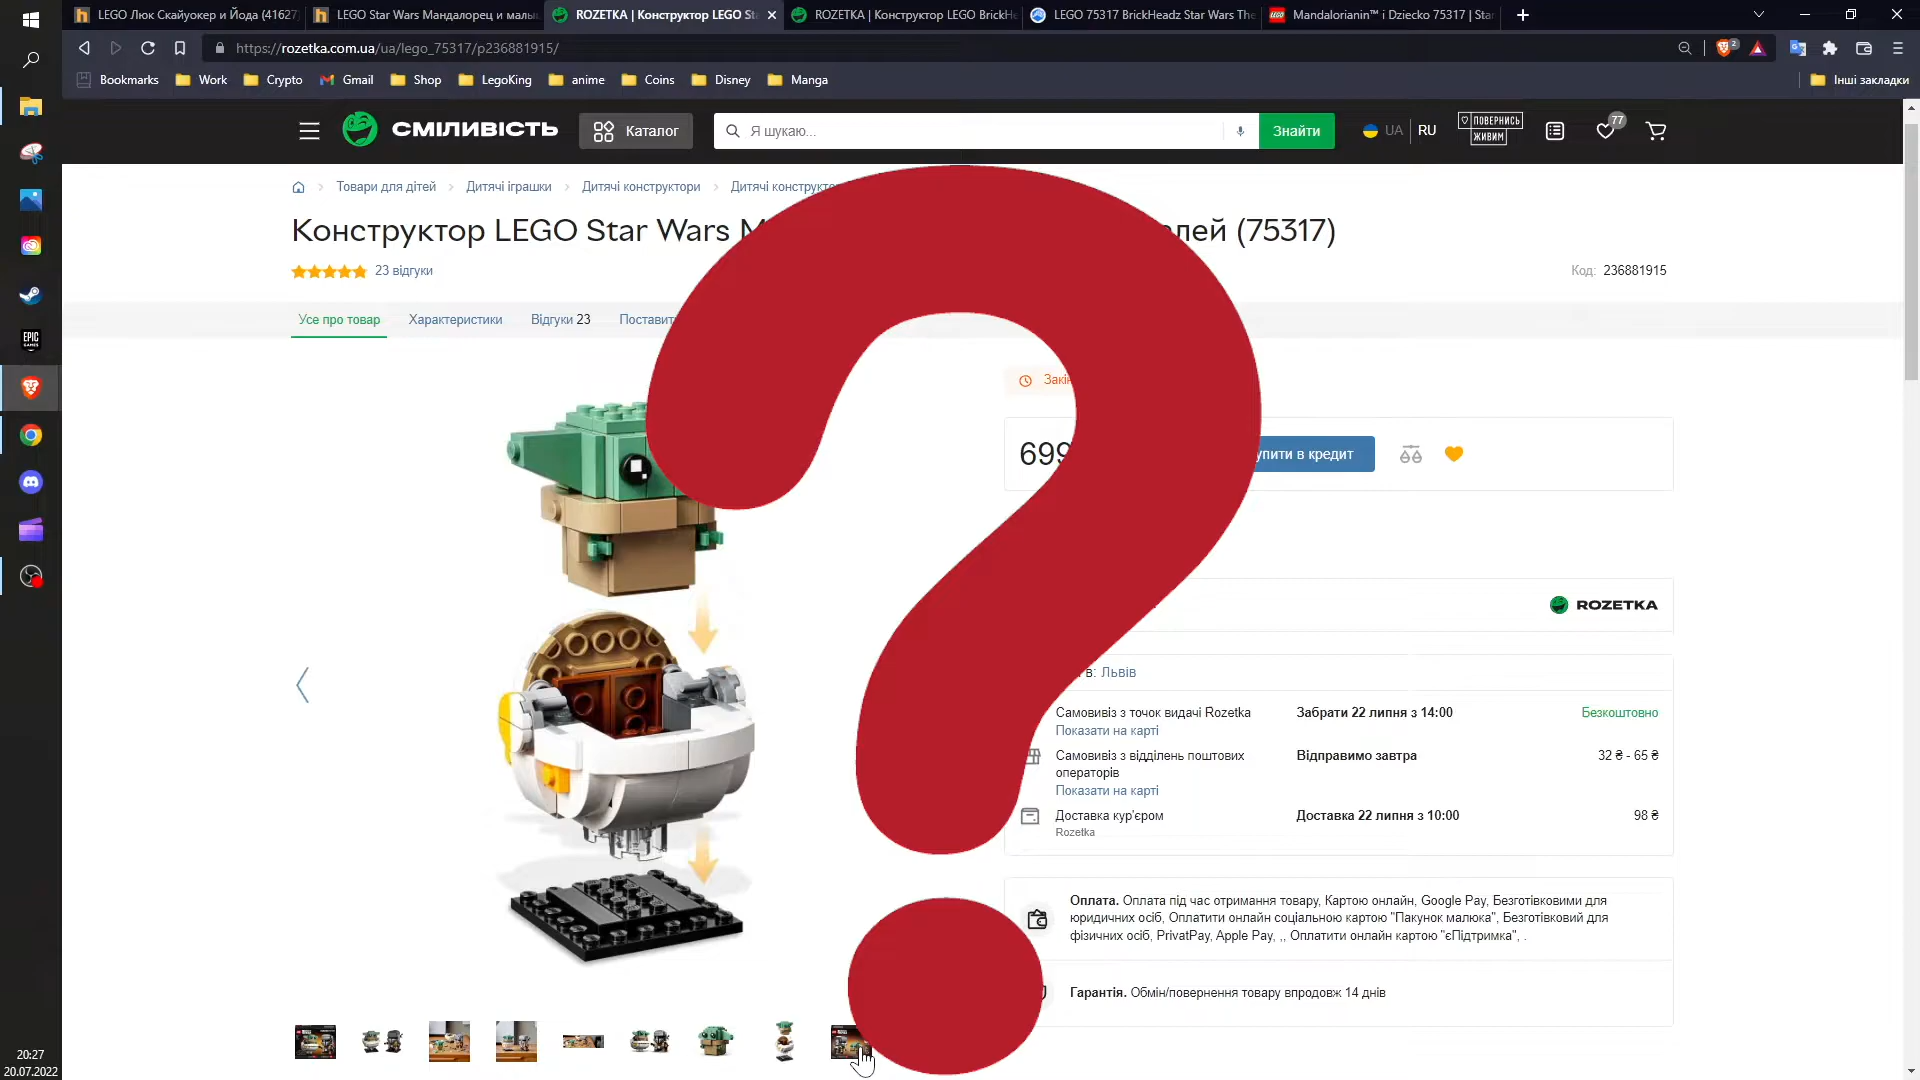 LEGO Люк Скайуокер и Йода (41627
LEGO Star Wars Мандалорец и малы
ROZETKA | Конструктор LEGO St
ROZETKA | Конструктор LEGO BrickHe
LEGO 75317 BrickHeadz Star Wars The
Mandalorianin™ i Dziecko 75317 | Star
https://rozetka.com.ua/ua/lego_75317/p236881915/
2
Bookmarks
Work
Crypto
Gmail
Shop
LegoKing
anime
Coins
Disney
Manga
Інші закладки
СМІЛИВІСТЬ
Каталог
Я шукаю...
Знайти
UA
RU
ПОВЕРНИСЬ
ЖИВИМ
77
Товари для дітей
Дитячі іграшки
Дитячі конструктори
Дитячі конструкто
Конструктор LEGO Star Wars М
лей (75317)
23 відгуки
Код: 236881915
Усе про товар
Характеристики
Відгуки 23
Поставит
Закін
699
упити в кредит
ROZETKA
в: Львів
Самовивіз з точок видачі Rozetka
Забрати 22 липня з 14:00
Безкоштовно
Показати на карті
Самовивіз з відділень поштових
операторів
Відправимо завтра
32 ₴ - 65 ₴
Показати на карті
Доставка кур'єром
Доставка 22 липня з 10:00
98 ₴
Rozetka
Оплата. Оплата під час отримання товару, Картою онлайн, Google Pay, Безготівковими для
юридичних осіб, Оплатити онлайн соціальною картою "Пакунок малюка", Безготівковий для
фізичних осіб, PrivatPay, Apple Pay, ,, Оплатити онлайн картою "єПідтримка", .
Гарантія. Обмін/повернення товару впродовж 14 днів
EPIC
GAMES
20:27
20.07.2022
?